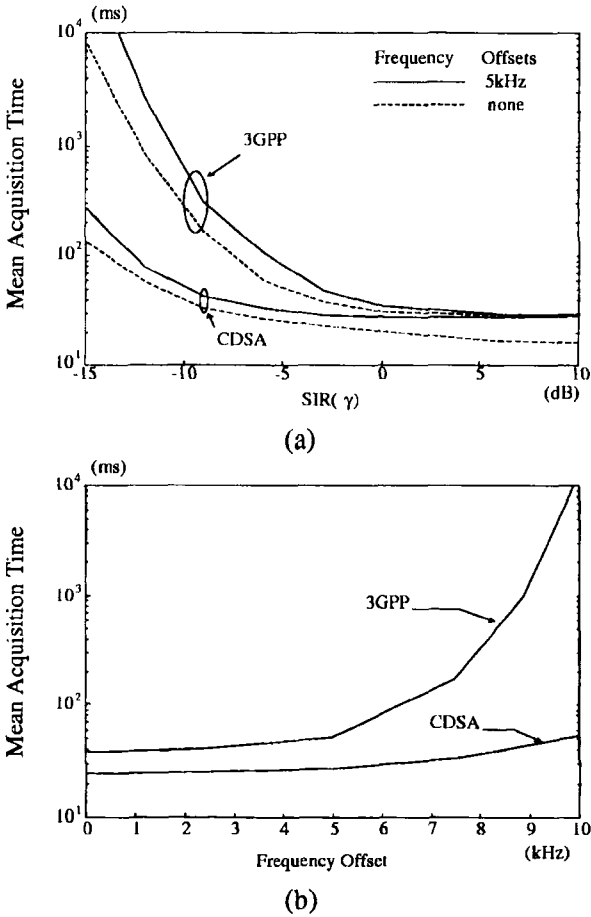 (ms)
Mean Acquisition Time
10^4
10^3
10^2
10^1
Frequency Offsets
5kHz
none
3GPP
CDSA
-15 -10 -5 0 5 10
SIR( γ) (dB)
(a)
(ms)
Mean Acquisition Time
10^4
10^3
10^2
10^1
3GPP
CDSA
0 1 2 3 4 5 6 7 8 9 10
Frequency Offset (kHz)
(b)